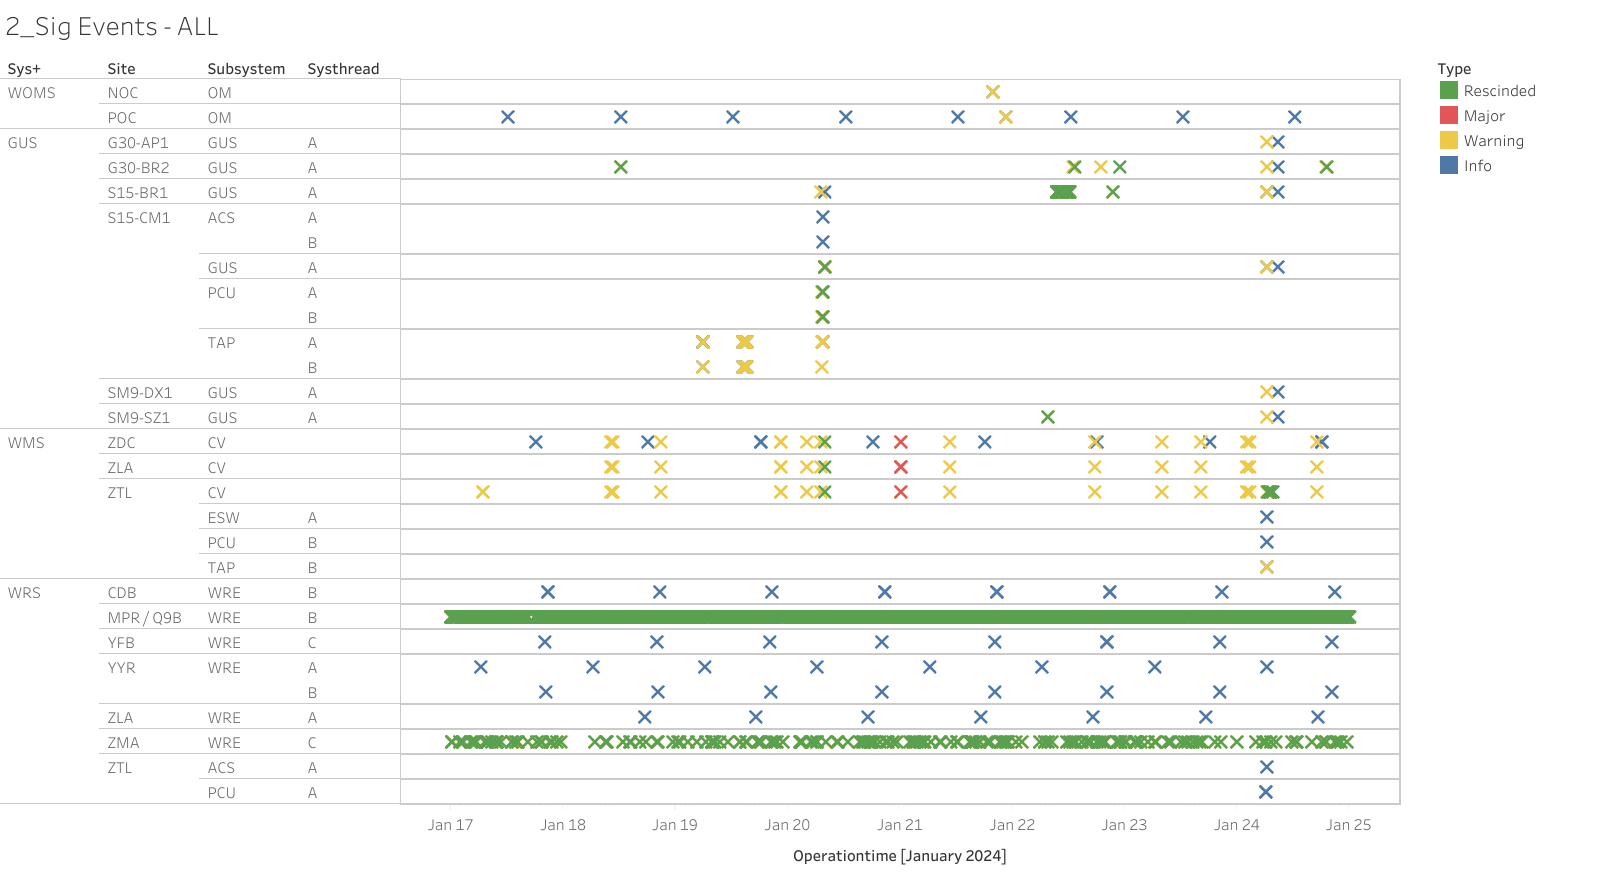 2_Sig Events - ALL
Sys+ Site Subsystem Systhread Type
WOMS NOC OM Rescinded
POC OM Major
GUS G30-AP1 GUS A Warning
G30-BR2 GUS A Info
S15-BR1 GUS A
S15-CM1 ACS A
B
GUS A
PCU A
B
TAP A
B
SM9-DX1 GUS A
SM9-SZ1 GUS A
WMS ZDC CV
ZLA CV
ZTL CV
ESW A
PCU B
TAP B
WRS CDB WRE B
MPR / Q9B WRE B
YFB WRE C
YYR WRE A
B
ZLA WRE A
ZMA WRE C
ZTL ACS A
PCU A
Jan 17 Jan 18 Jan 19 Jan 20 Jan 21 Jan 22 Jan 23 Jan 24 Jan 25
Operationtime [January 2024]